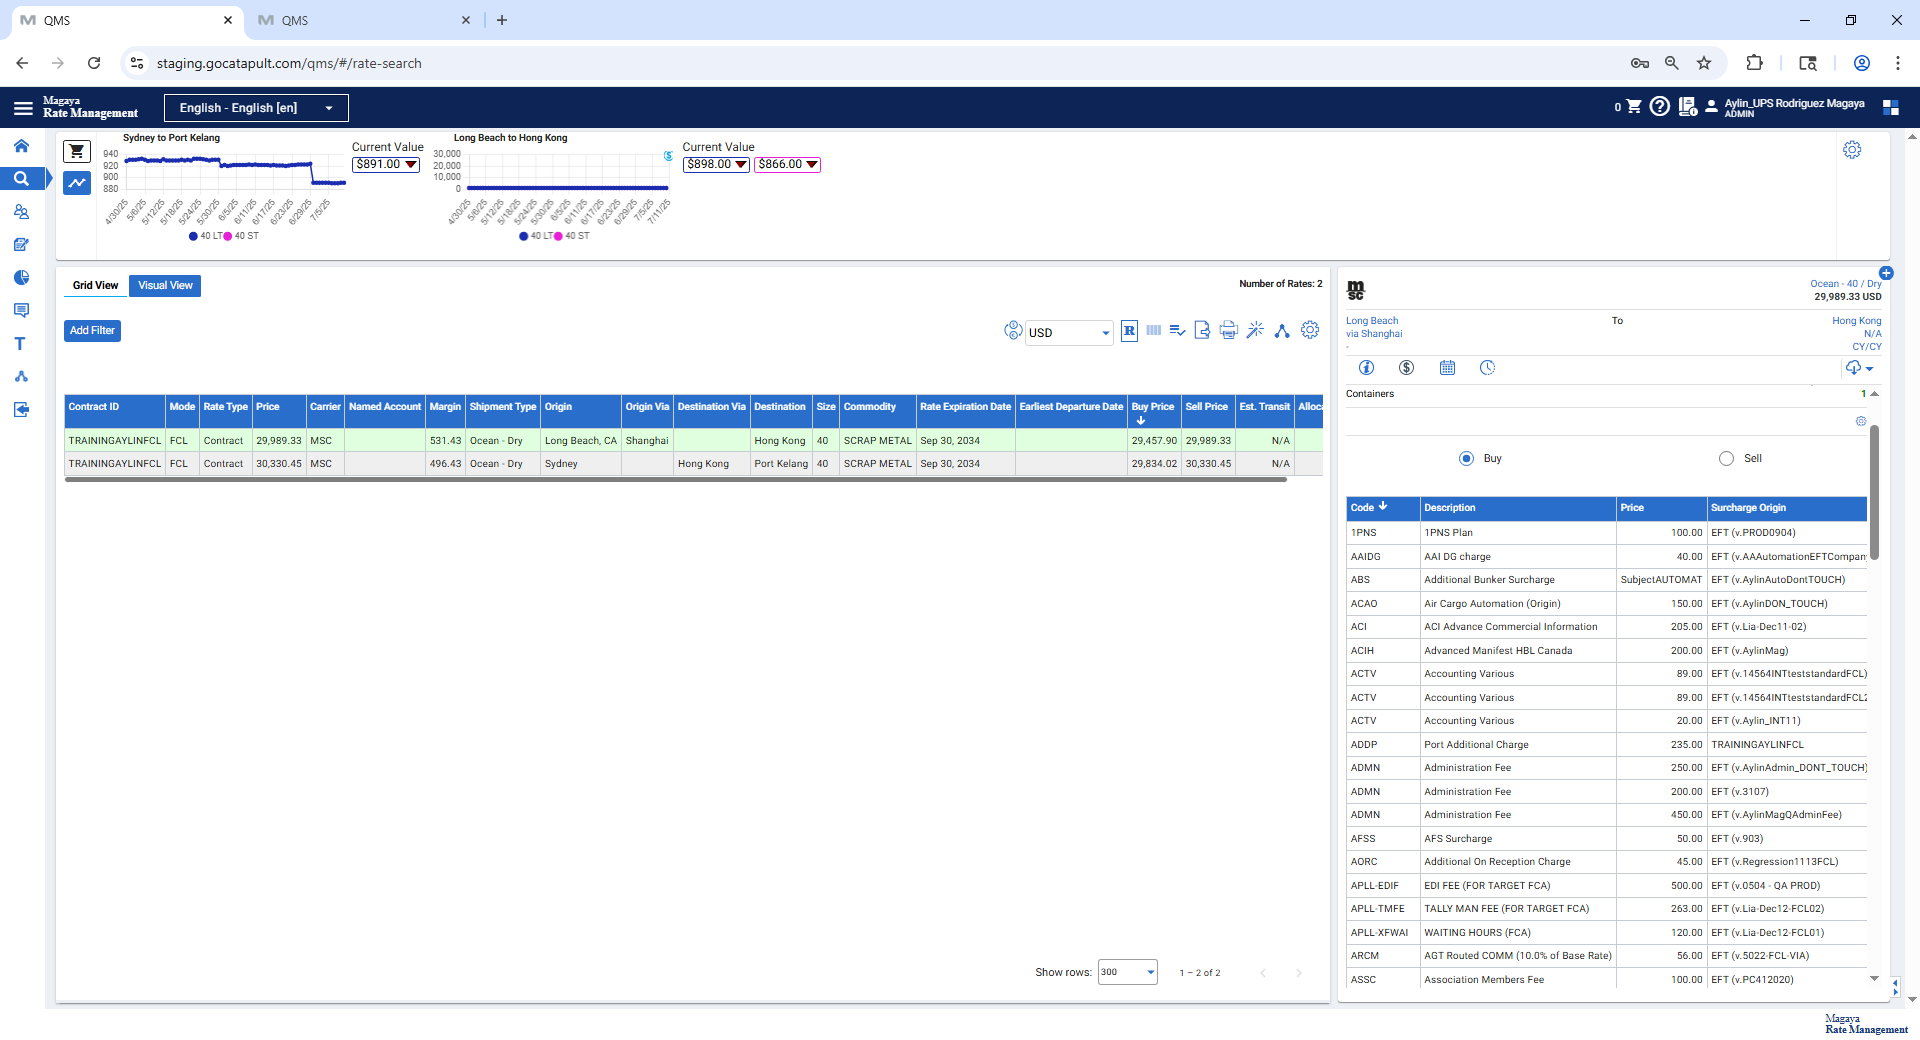 QMS
QMS
staging.gocatapult.com/qms/#/rate-search
Magaya
Rate Management
English - English [en]
0
Aylin_UPS Rodriguez Magaya
ADMIN
Sydney to Port Kelang
940
920
900
880
4/30/25
5/6/25
5/12/25
5/18/25
5/24/25
5/30/25
6/5/25
6/11/25
6/17/25
6/23/25
6/29/25
7/5/25
40 LT
40 ST
Current Value
$891.00
Long Beach to Hong Kong
30,000
20,000
10,000
0
4/30/25
5/6/25
5/12/25
5/18/25
5/24/25
5/30/25
6/5/25
6/11/25
6/17/25
6/23/25
6/29/25
7/5/25
7/11/25
40 LT
40 ST
Current Value
$898.00
$866.00
Grid View
Visual View
Number of Rates: 2
Add Filter
USD
R
Contract ID Mode Rate Type Price Carrier Named Account Margin Shipment Type Origin Origin Via Destination Via Destination Size Commodity Rate Expiration Date Earliest Departure Date Buy Price Sell Price Est. Transit Alloca
TRAININGAYLINFCL FCL Contract 29,989.33 MSC 531.43 Ocean - Dry Long Beach, CA Shanghai Hong Kong 40 SCRAP METAL Sep 30, 2034 29,457.90 29,989.33 N/A
TRAININGAYLINFCL FCL Contract 30,330.45 MSC 496.43 Ocean - Dry Sydney Hong Kong Port Kelang 40 SCRAP METAL Sep 30, 2034 29,834.02 30,330.45 N/A
Show rows: 300 1 – 2 of 2
msc
Ocean - 40 / Dry
29,989.33 USD
Long Beach To Hong Kong
via Shanghai N/A
- CY/CY
Containers 1
Buy Sell
Code Description Price Surcharge Origin
1PNS 1PNS Plan 100.00 EFT (v.PROD0904)
AAIDG AAI DG charge 40.00 EFT (v.AAAutomationEFTCompan
ABS Additional Bunker Surcharge SubjectAUTOMAT EFT (v.AylinAutoDontTOUCH)
ACAO Air Cargo Automation (Origin) 150.00 EFT (v.AylinDON_TOUCH)
ACI ACI Advance Commercial Information 205.00 EFT (v.Lia-Dec11-02)
ACIH Advanced Manifest HBL Canada 200.00 EFT (v.AylinMag)
ACTV Accounting Various 89.00 EFT (v.14564INTteststandardFCL)
ACTV Accounting Various 89.00 EFT (v.14564INTteststandardFCL2
ACTV Accounting Various 20.00 EFT (v.Aylin_INT11)
ADDP Port Additional Charge 235.00 TRAININGAYLINFCL
ADMN Administration Fee 250.00 EFT (v.AylinAdmin_DONT_TOUCH)
ADMN Administration Fee 200.00 EFT (v.3107)
ADMN Administration Fee 450.00 EFT (v.AylinMagQAdminFee)
AFSS AFS Surcharge 50.00 EFT (v.903)
AORC Additional On Reception Charge 45.00 EFT (v.Regression1113FCL)
APLL-EDIF EDI FEE (FOR TARGET FCA) 500.00 EFT (v.0504 - QA PROD)
APLL-TMFE TALLY MAN FEE (FOR TARGET FCA) 263.00 EFT (v.Lia-Dec12-FCL02)
APLL-XFWAI WAITING HOURS (FCA) 120.00 EFT (v.Lia-Dec12-FCL01)
ARCM AGT Routed COMM (10.0% of Base Rate) 56.00 EFT (v.5022-FCL-VIA)
ASSC Association Members Fee 100.00 EFT (v.PC412020)
Magaya
Rate Management